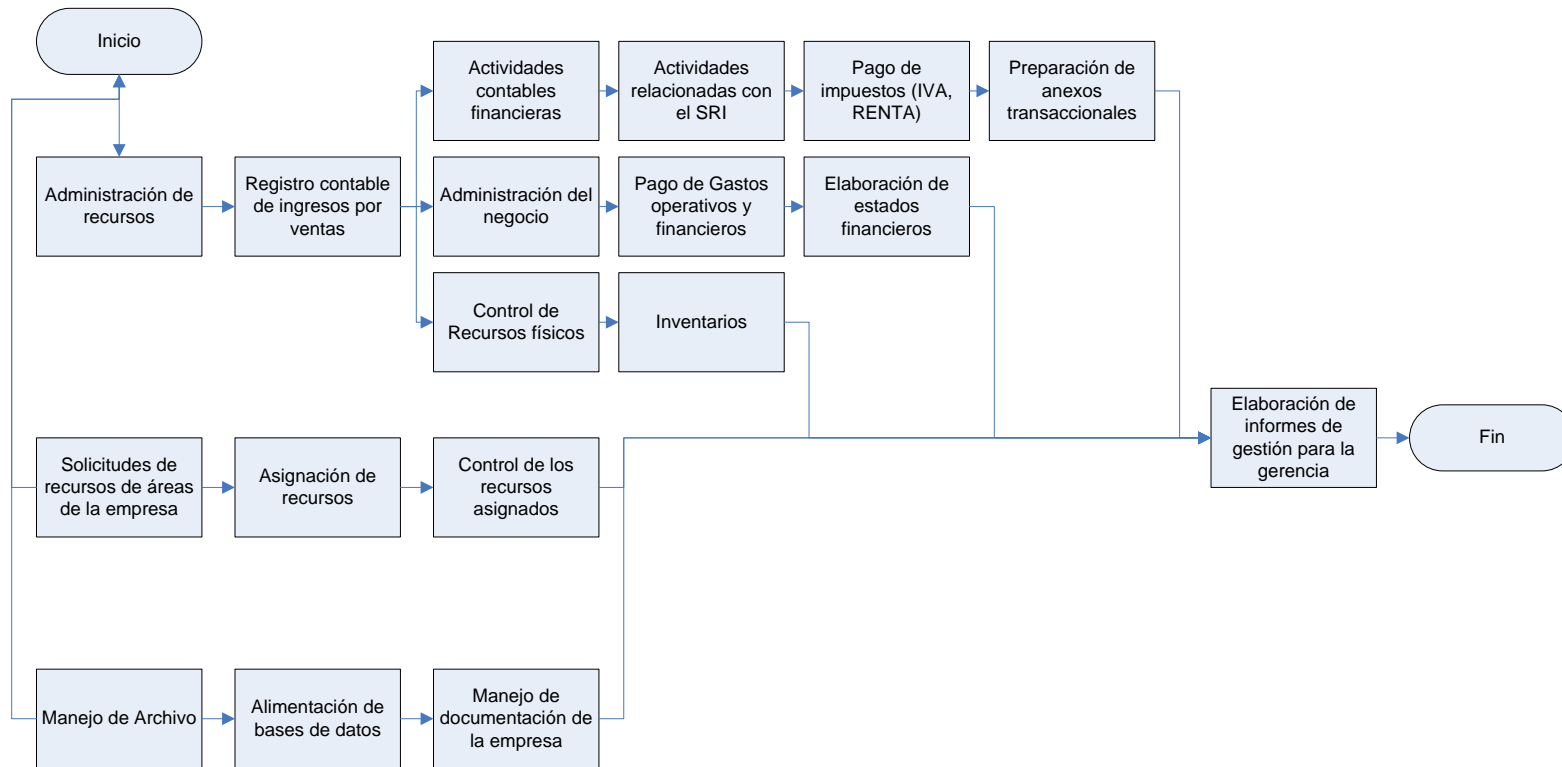 Inicio
Actividades
contables
financieras
Actividades
relacionadas con
el SRI
Pago de
impuestos (IVA,
RENTA)
Preparación de
anexos
transaccionales
Administración de
recursos
Registro contable
de ingresos por
ventas
Administración del
negocio
Pago de Gastos
operativos y
financieros
Elaboración de
estados
financieros
Control de
Recursos físicos
Inventarios
Solicitudes de
recursos de áreas
de la empresa
Asignación de
recursos
Control de los
recursos
asignados
Elaboración de
informes de
gestión para la
gerencia
Fin
Manejo de Archivo
Alimentación de
bases de datos
Manejo de
documentación de
la empresa